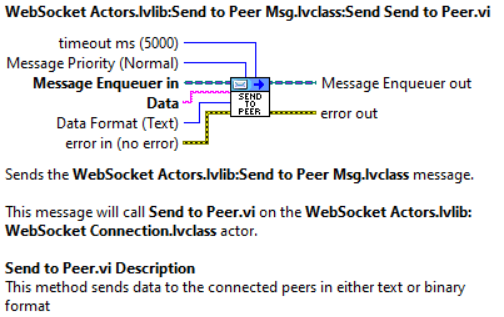 WebSocket Actors.lvlib:Send to Peer Msg.lvclass:Send Send to Peer.vi
timeout ms (5000)
Message Priority (Normal)
Message Enqueuer in
Message Enqueuer out
Data
SEND
TO
PEER
Data Format (Text)
error out
error in (no error)
Sends the WebSocket Actors.lvlib:Send to Peer Msg.lvclass message.
This message will call Send to Peer.vi on the WebSocket Actors.lvlib:
WebSocket Connection.lvclass actor.
Send to Peer.vi Description
This method sends data to the connected peers in either text or binary
format